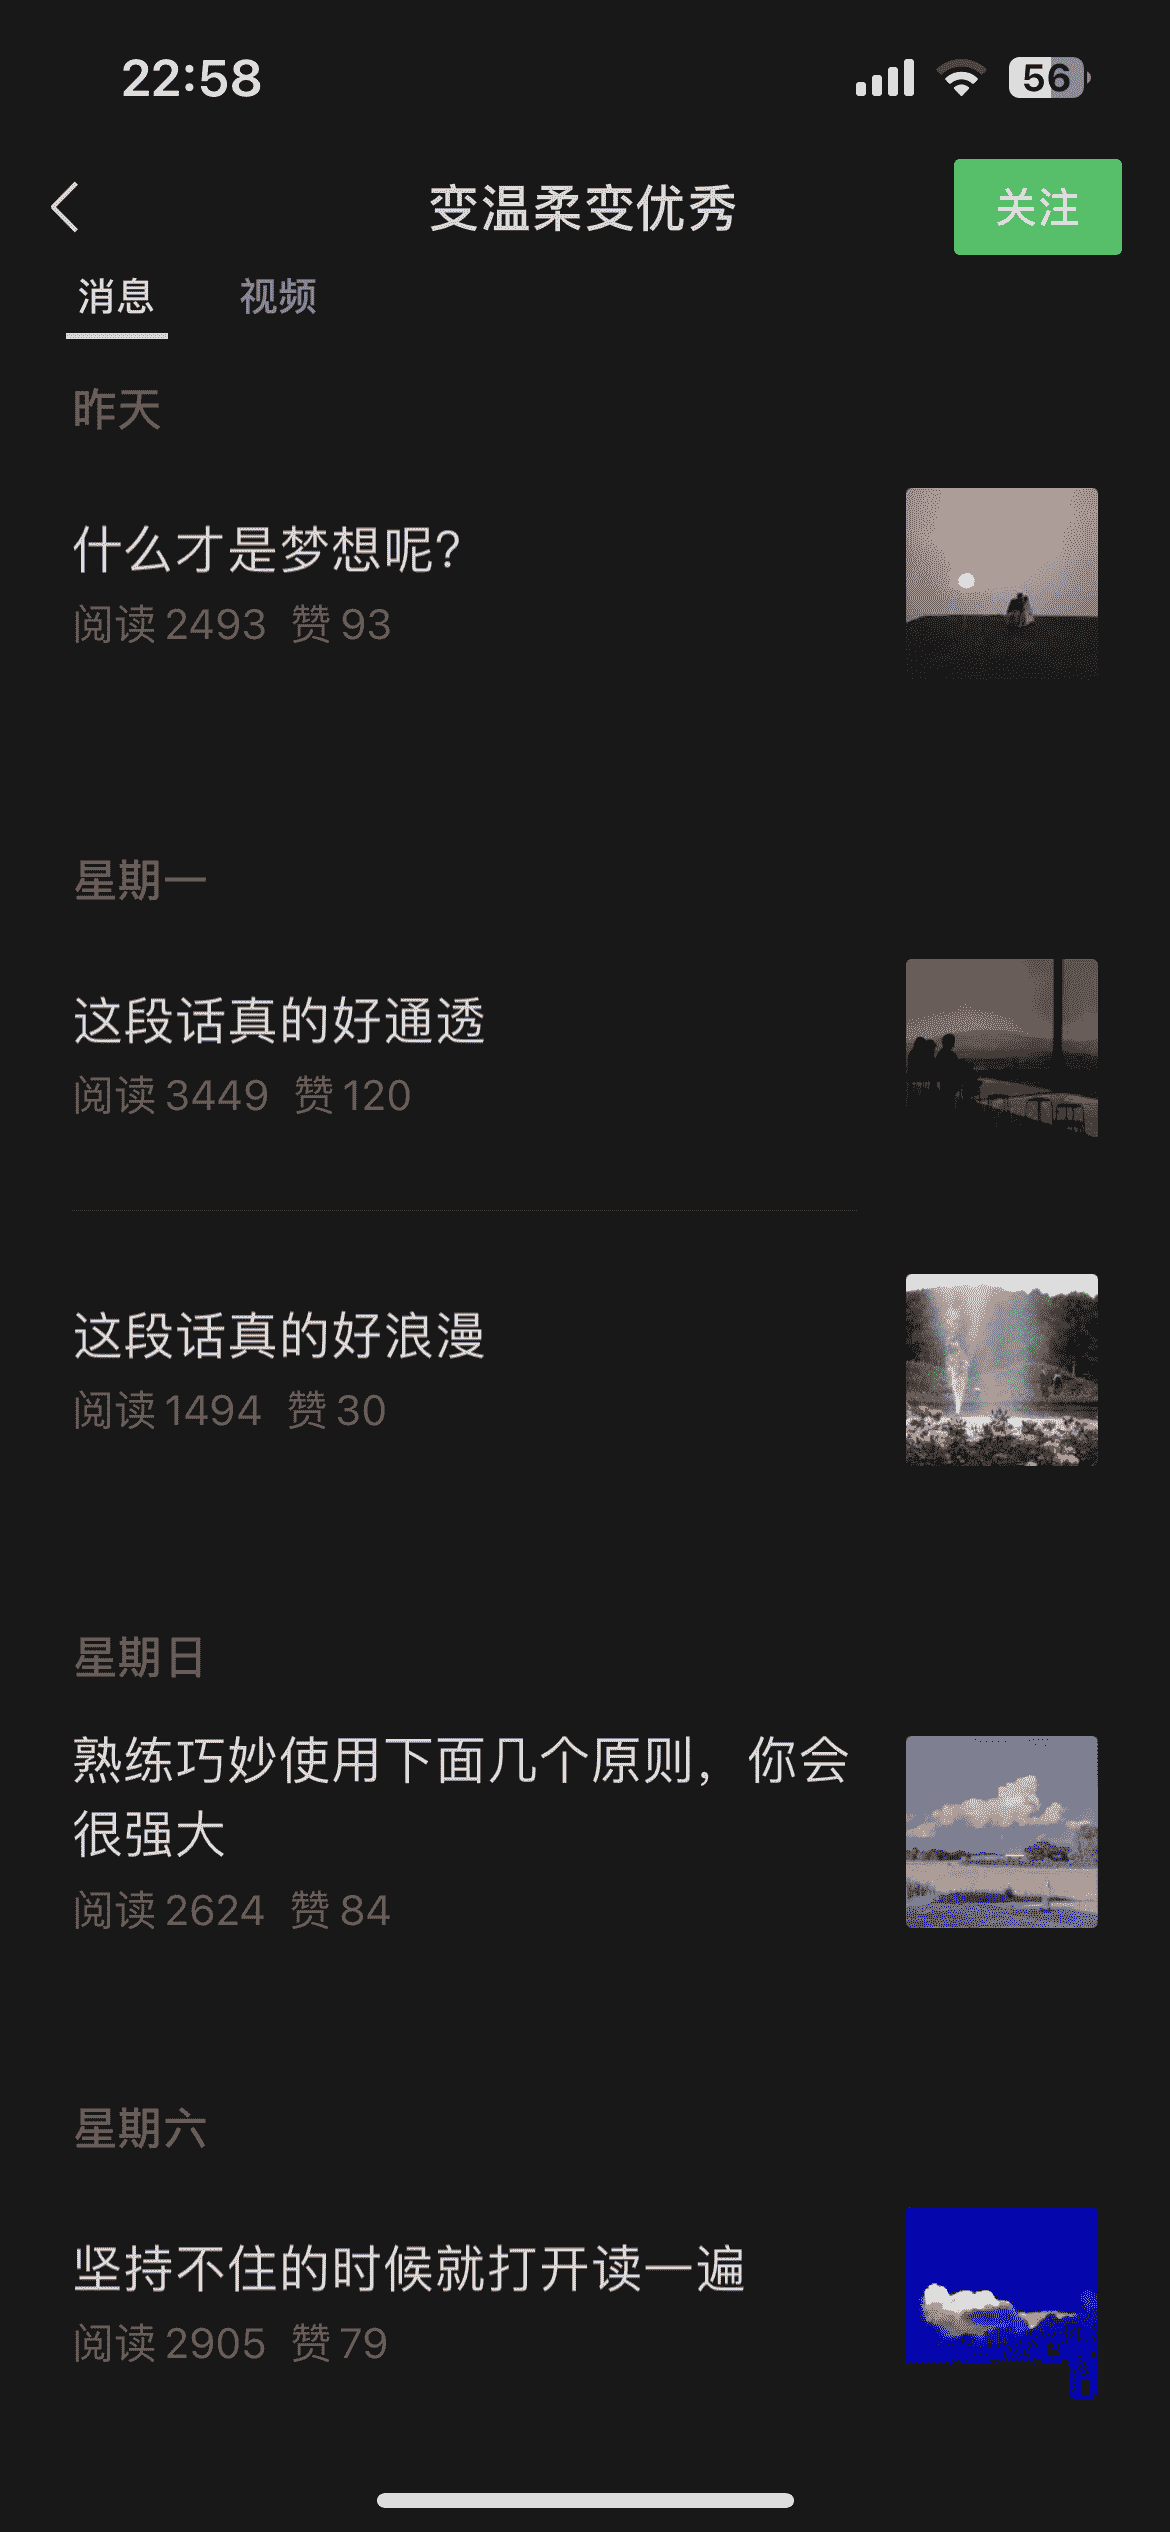 22:58
56
变温柔变优秀
关注
消息 视频
昨天
什么才是梦想呢?
阅读 2493 赞 93
星期一
这段话真的好通透
阅读 3449 赞 120
这段话真的好浪漫
阅读 1494 赞 30
星期日
熟练巧妙使用下面几个原则，你会
很强大
阅读 2624 赞 84
星期六
坚持不住的时候就打开读一遍
阅读 2905 赞 79